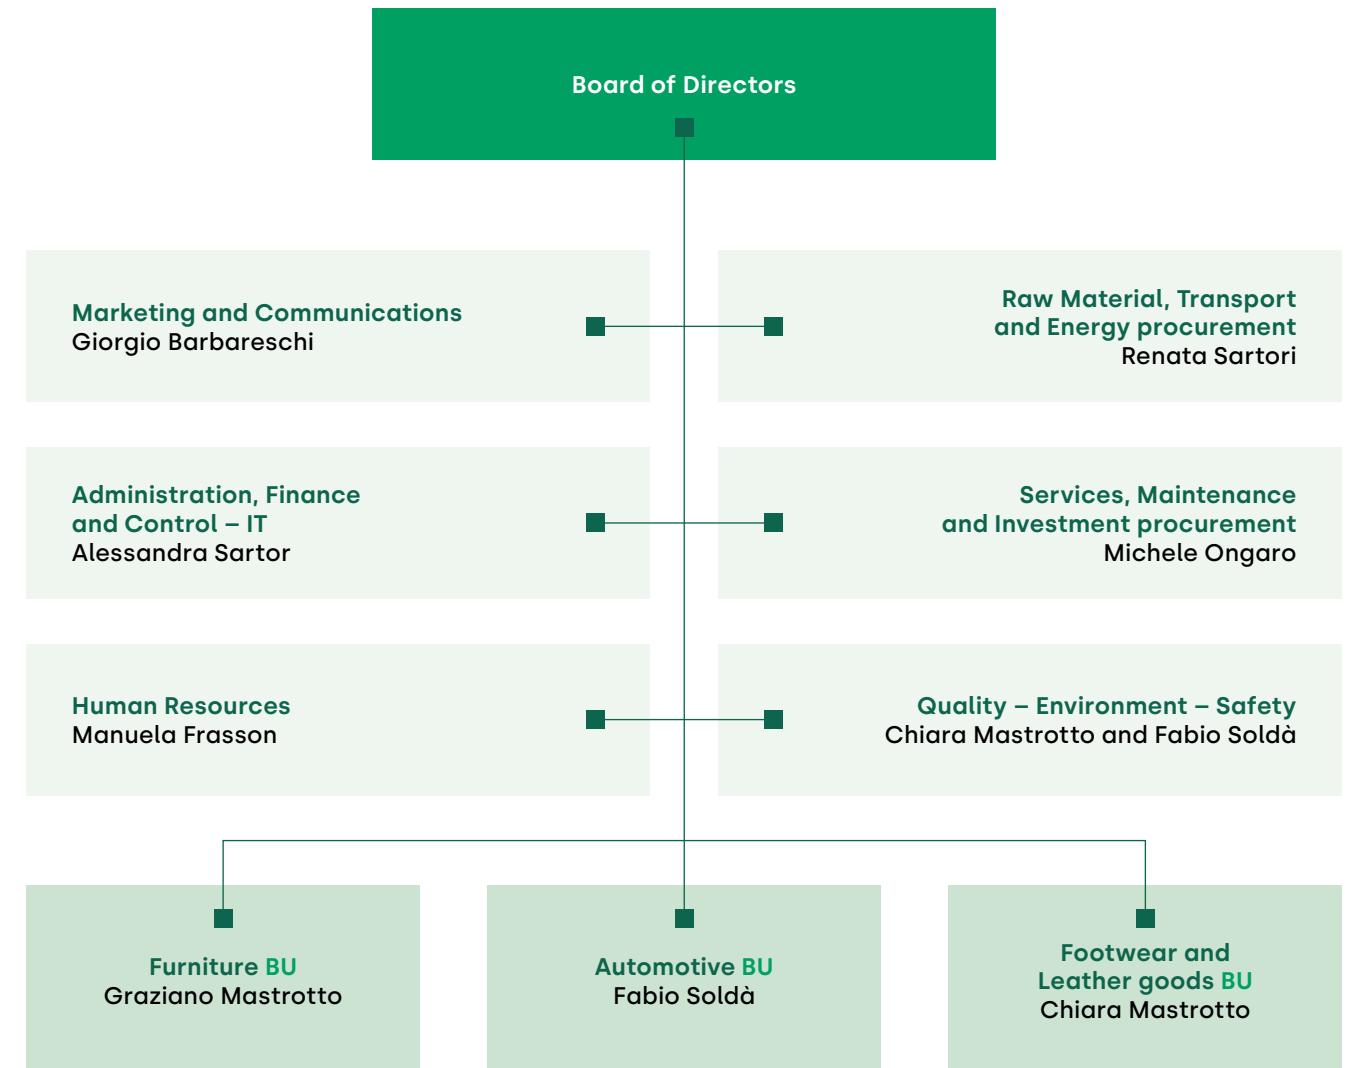 Board of Directors
Marketing and Communications
Giorgio Barbareschi
Raw Material, Transport
and Energy procurement
Renata Sartori
Administration, Finance
and Control – IT
Alessandra Sartor
Services, Maintenance
and Investment procurement
Michele Ongaro
Human Resources
Manuela Frasson
Quality – Environment – Safety
Chiara Mastrotto and Fabio Soldà
Furniture BU
Graziano Mastrotto
Automotive BU
Fabio Soldà
Footwear and
Leather goods BU
Chiara Mastrotto